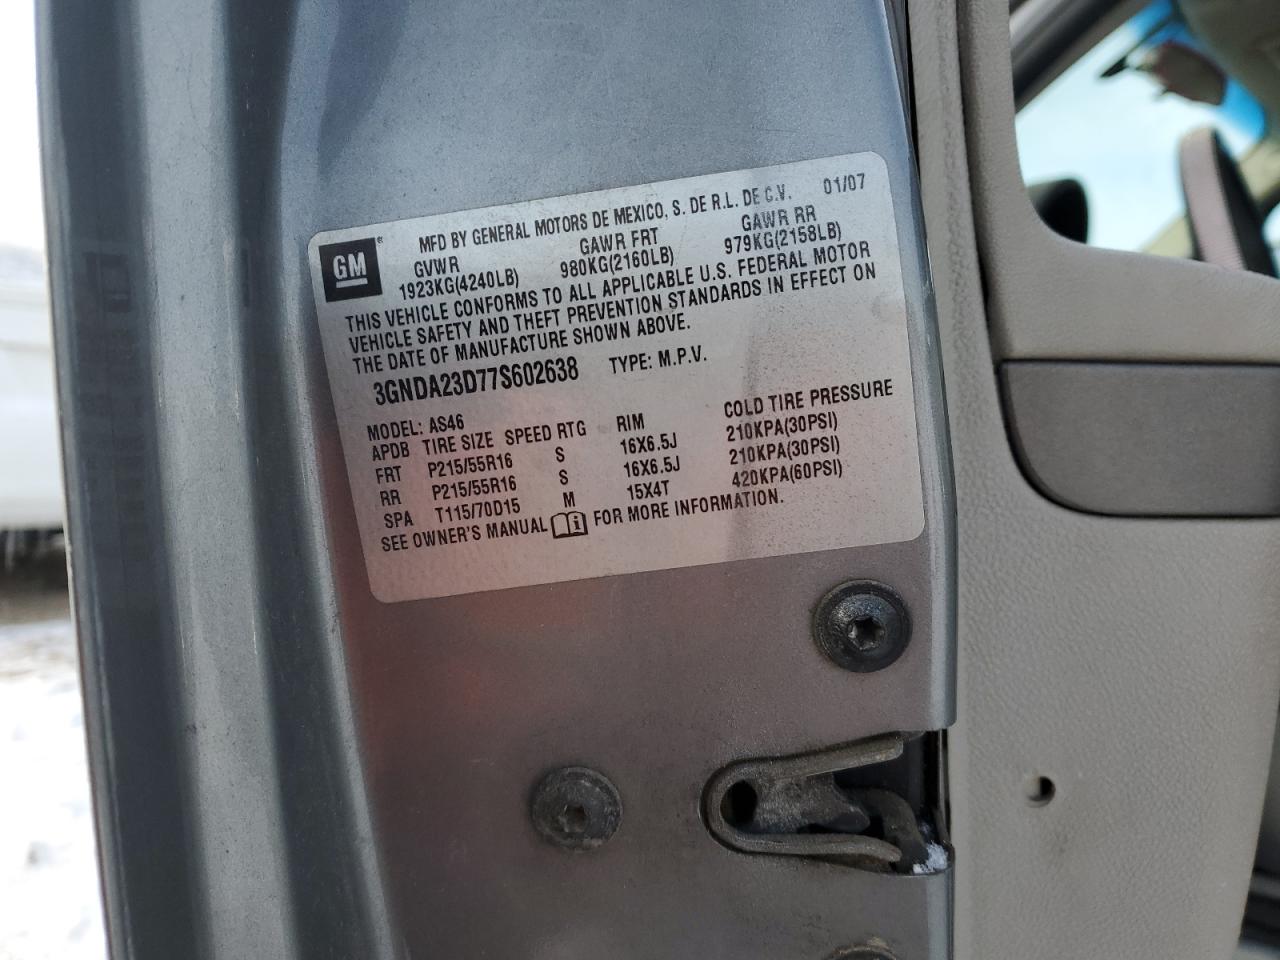 GM ® MFD BY GENERAL MOTORS DE MEXICO, S. DE R.L. DE C.V. 01/07
GVWR GAWR FRT GAWR RR
1923KG(4240LB) 980KG(2160LB) 979KG(2158LB)
THIS VEHICLE CONFORMS TO ALL APPLICABLE U.S. FEDERAL MOTOR
VEHICLE SAFETY AND THEFT PREVENTION STANDARDS IN EFFECT ON
THE DATE OF MANUFACTURE SHOWN ABOVE.
3GNDA23D77S602638 TYPE: M.P.V.
MODEL: AS46
APDB TIRE SIZE SPEED RTG RIM COLD TIRE PRESSURE
FRT P215/55R16 S 16X6.5J 210KPA(30PSI)
RR P215/55R16 S 16X6.5J 210KPA(30PSI)
SPA T115/70D15 M 15X4T 420KPA(60PSI)
SEE OWNER'S MANUAL i FOR MORE INFORMATION.